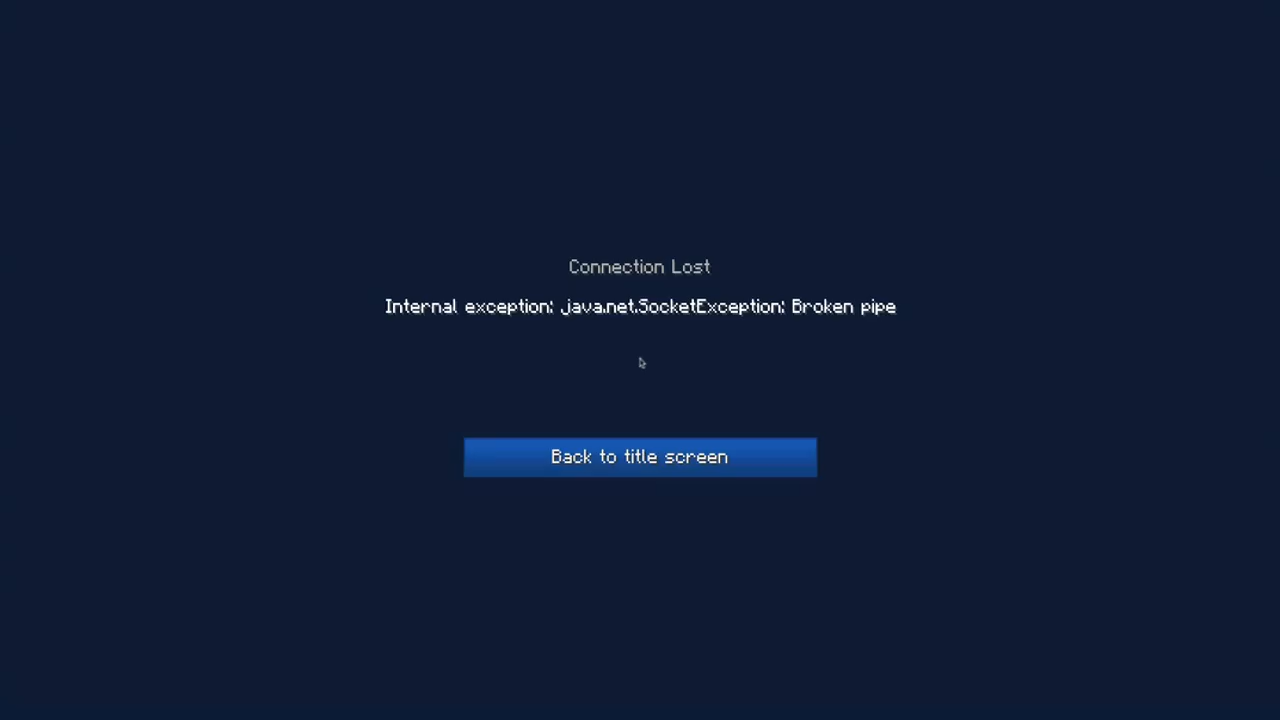 Connection Lost
Internal exception: java.net.SocketException: Broken pipe
Back to title screen